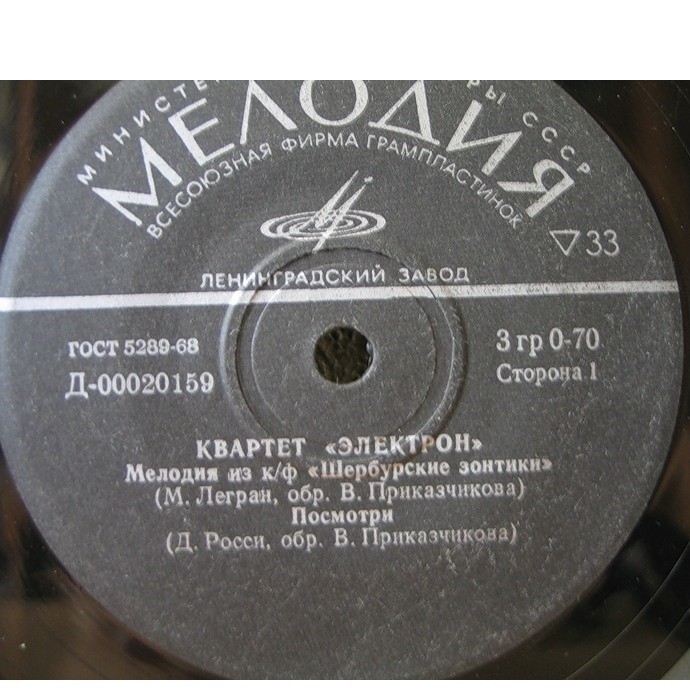 МИНИСТЕ РЫ СССР
МЕЛОДИЯ
ВСЕСОЮЗНАЯ ФИРМА ГРАМПЛАСТИНОК
▽33
ЛЕНИНГРАДСКИЙ ЗАВОД
ГОСТ 5289-68
3 гр 0-70
Д-00020159
Сторона 1
КВАРТЕТ «ЭЛЕКТРОН»
Мелодия из к/ф «Шербурские зонтики»
(М. Легран, обр. В. Приказчикова)
Посмотри
(Д. Росси, обр. В. Приказчикова)